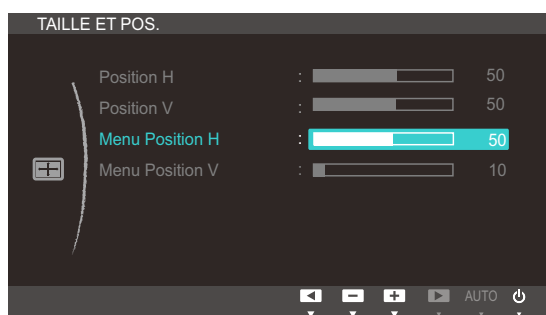 TAILLE ET POS.
Position H : 50
Position V : 50
Menu Position H : 50
Menu Position V : 10
AUTO